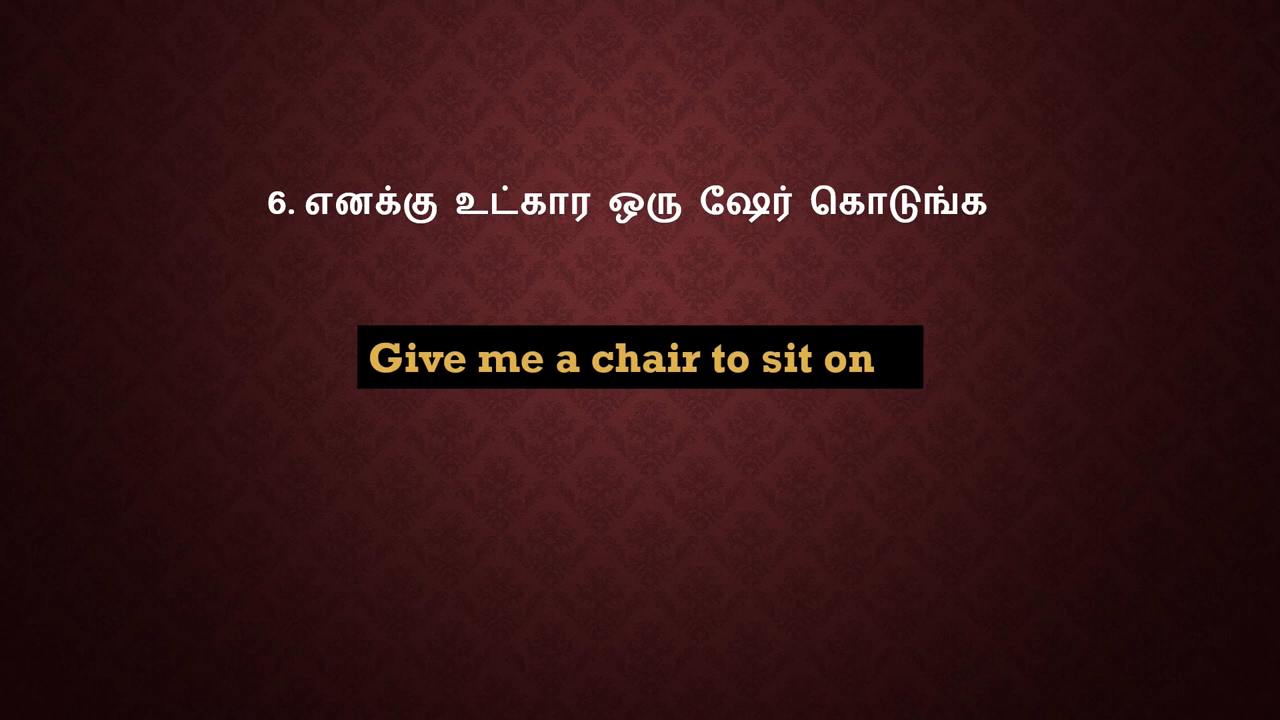 6. எனக்கு உட்கார ஒரு ஷேர் கொடுங்க
Give me a chair to sit on